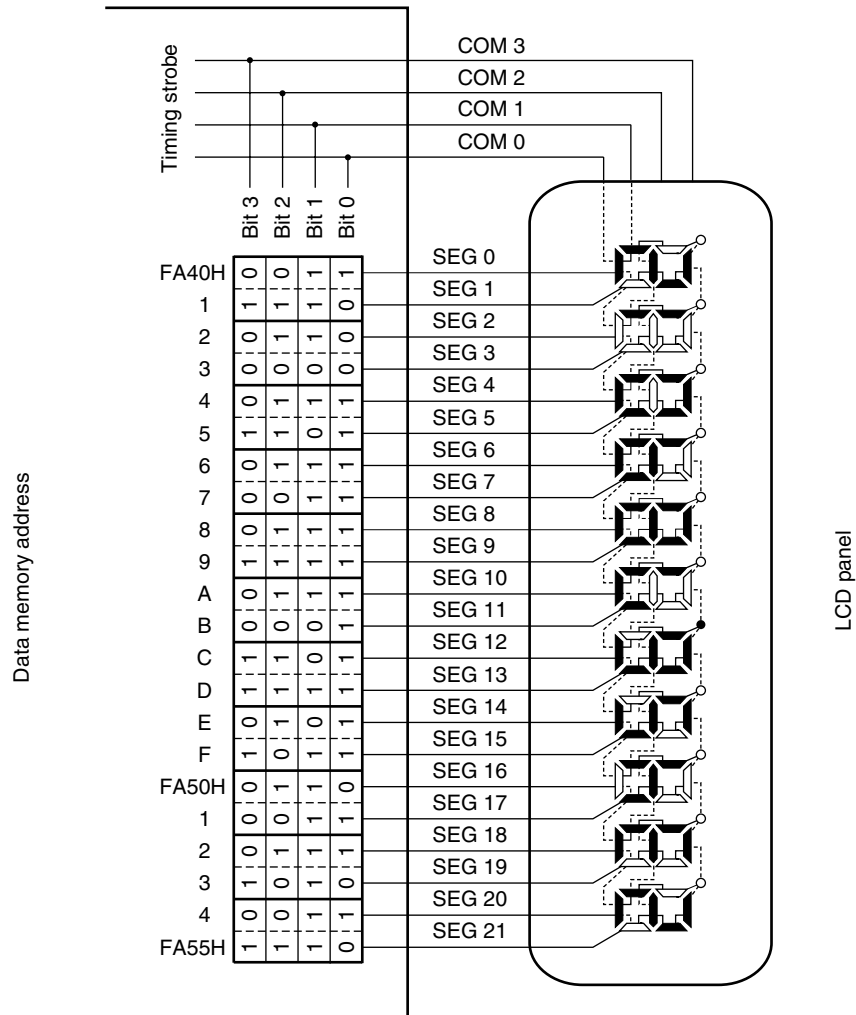 Timing strobe
COM 3
COM 2
COM 1
COM 0
Bit 3 Bit 2 Bit 1 Bit 0
Data memory address
FA40H 0 0 1 1 SEG 0
1 1 1 1 0 SEG 1
2 0 1 1 0 SEG 2
3 0 0 0 0 SEG 3
4 0 1 1 1 SEG 4
5 1 1 0 1 SEG 5
6 0 1 1 1 SEG 6
7 0 0 1 1 SEG 7
8 0 1 1 1 SEG 8
9 1 1 1 1 SEG 9
A 0 1 1 1 SEG 10
B 0 0 0 1 SEG 11
C 1 1 0 1 SEG 12
D 1 1 1 1 SEG 13
E 0 1 0 1 SEG 14
F 1 0 1 1 SEG 15
FA50H 0 1 1 0 SEG 16
1 0 0 1 1 SEG 17
2 0 1 1 1 SEG 18
3 1 0 1 0 SEG 19
4 0 0 1 1 SEG 20
FA55H 1 1 1 0 SEG 21
LCD panel